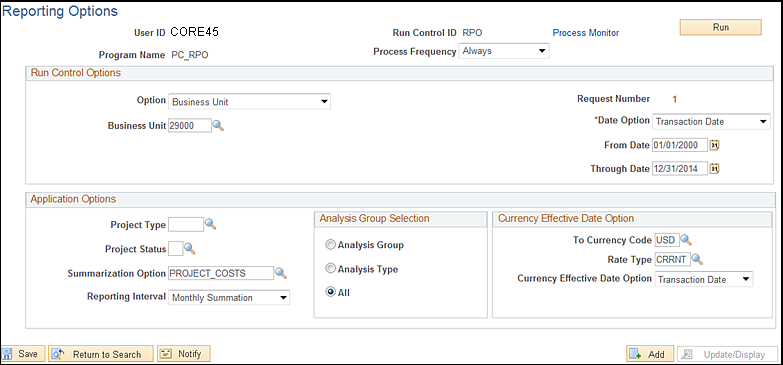 Reporting Options
User ID CORE45 Run Control ID RPO Process Monitor Run
Program Name PC_RPO Process Frequency Always
Run Control Options
Option Business Unit Request Number 1
Business Unit 29000 *Date Option Transaction Date
From Date 01/01/2000
Through Date 12/31/2014
Application Options
Project Type
Project Status
Summarization Option PROJECT_COSTS
Reporting Interval Monthly Summation
Analysis Group Selection
Analysis Group
Analysis Type
All
Currency Effective Date Option
To Currency Code USD
Rate Type CRRNT
Currency Effective Date Option Transaction Date
Save Return to Search Notify Add Update/Display